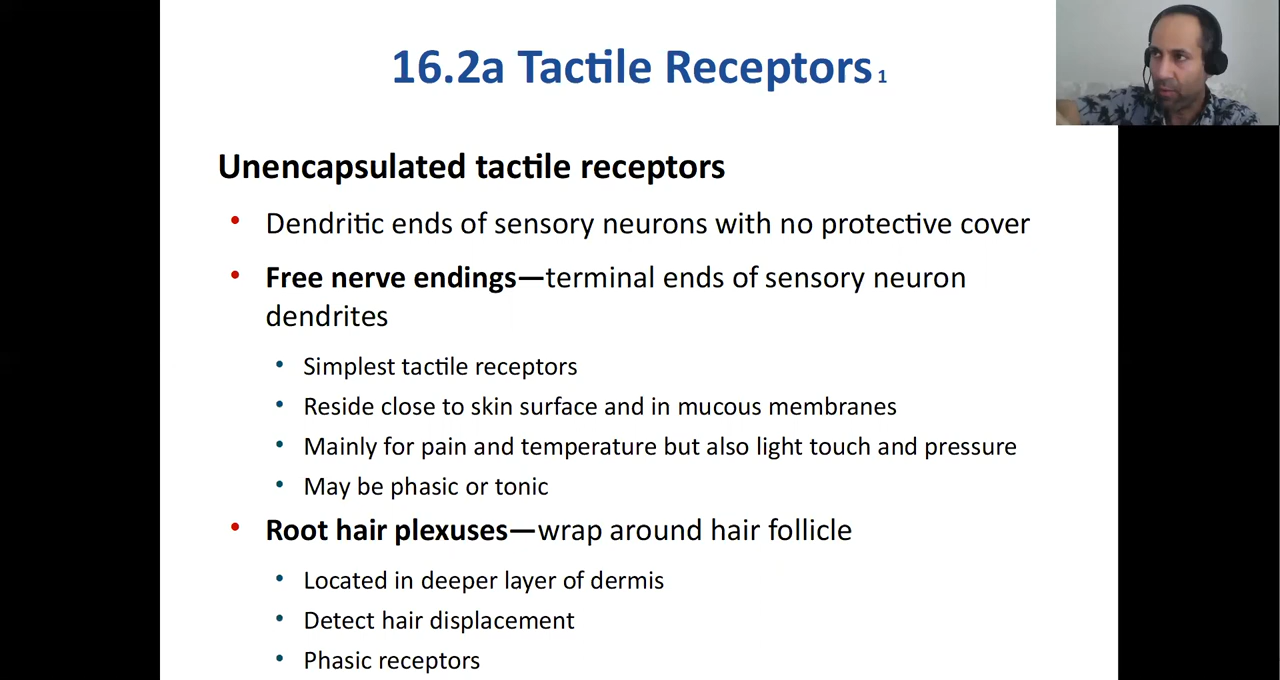 16.2a Tactile Receptors 1
Unencapsulated tactile receptors
• Dendritic ends of sensory neurons with no protective cover
• Free nerve endings—terminal ends of sensory neuron
dendrites
• Simplest tactile receptors
• Reside close to skin surface and in mucous membranes
• Mainly for pain and temperature but also light touch and pressure
• May be phasic or tonic
• Root hair plexuses—wrap around hair follicle
• Located in deeper layer of dermis
• Detect hair displacement
• Phasic receptors